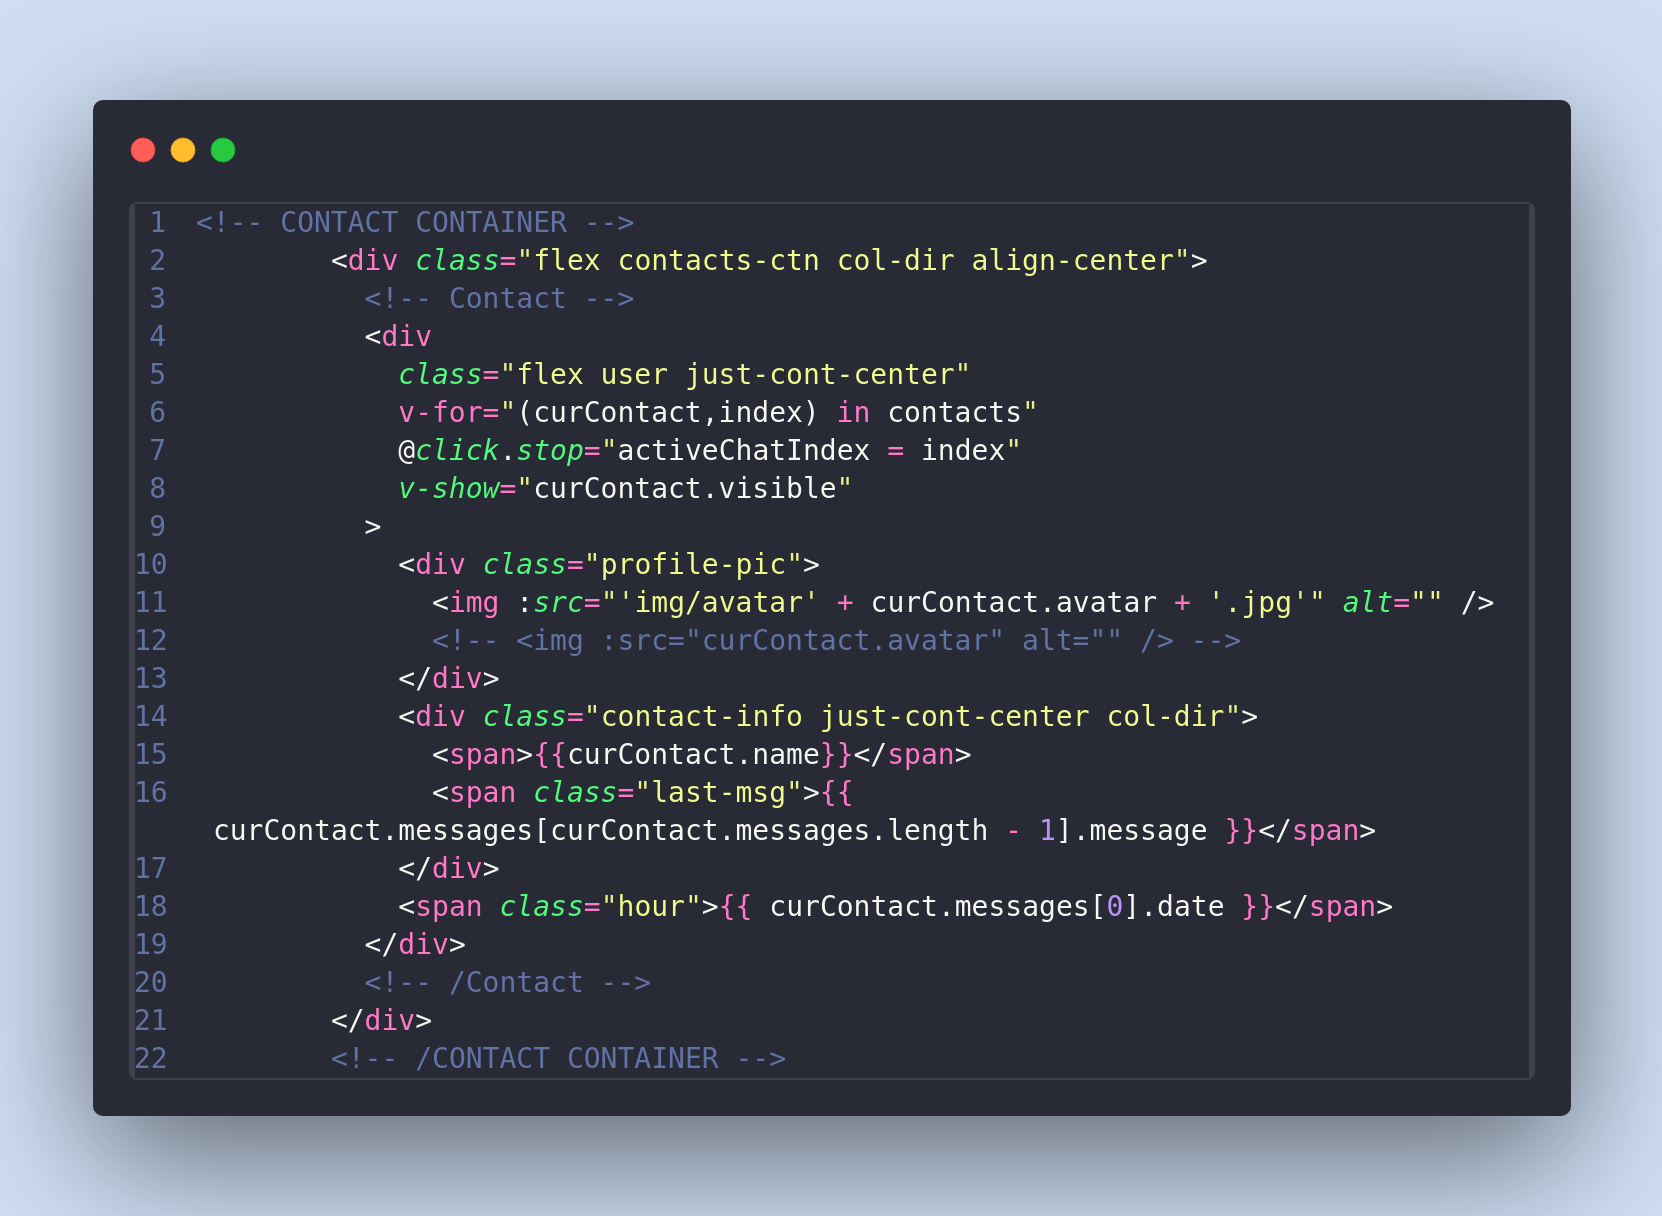 1 <!-- CONTACT CONTAINER -->
2         <div class="flex contacts-ctn col-dir align-center">
3           <!-- Contact -->
4           <div
5             class="flex user just-cont-center"
6             v-for="(curContact,index) in contacts"
7             @click.stop="activeChatIndex = index"
8             v-show="curContact.visible"
9           >
10             <div class="profile-pic">
11               <img :src="'img/avatar' + curContact.avatar + '.jpg'" alt="" />
12               <!-- <img :src="curContact.avatar" alt="" /> -->
13             </div>
14             <div class="contact-info just-cont-center col-dir">
15               <span>{{curContact.name}}</span>
16               <span class="last-msg">{{
curContact.messages[curContact.messages.length - 1].message }}</span>
17             </div>
18             <span class="hour">{{ curContact.messages[0].date }}</span>
19           </div>
20           <!-- /Contact -->
21         </div>
22         <!-- /CONTACT CONTAINER -->